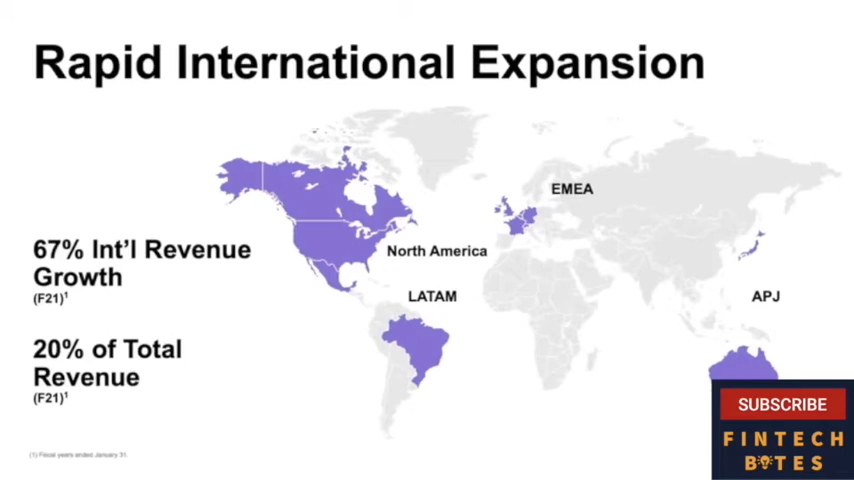 Rapid International Expansion
EMEA
67% Int'l Revenue
Growth
(F21)¹
North America
LATAM
APJ
20% of Total
Revenue
(F21)¹
(1) Fiscal years ended January 31.
SUBSCRIBE
FINTECH
BITES